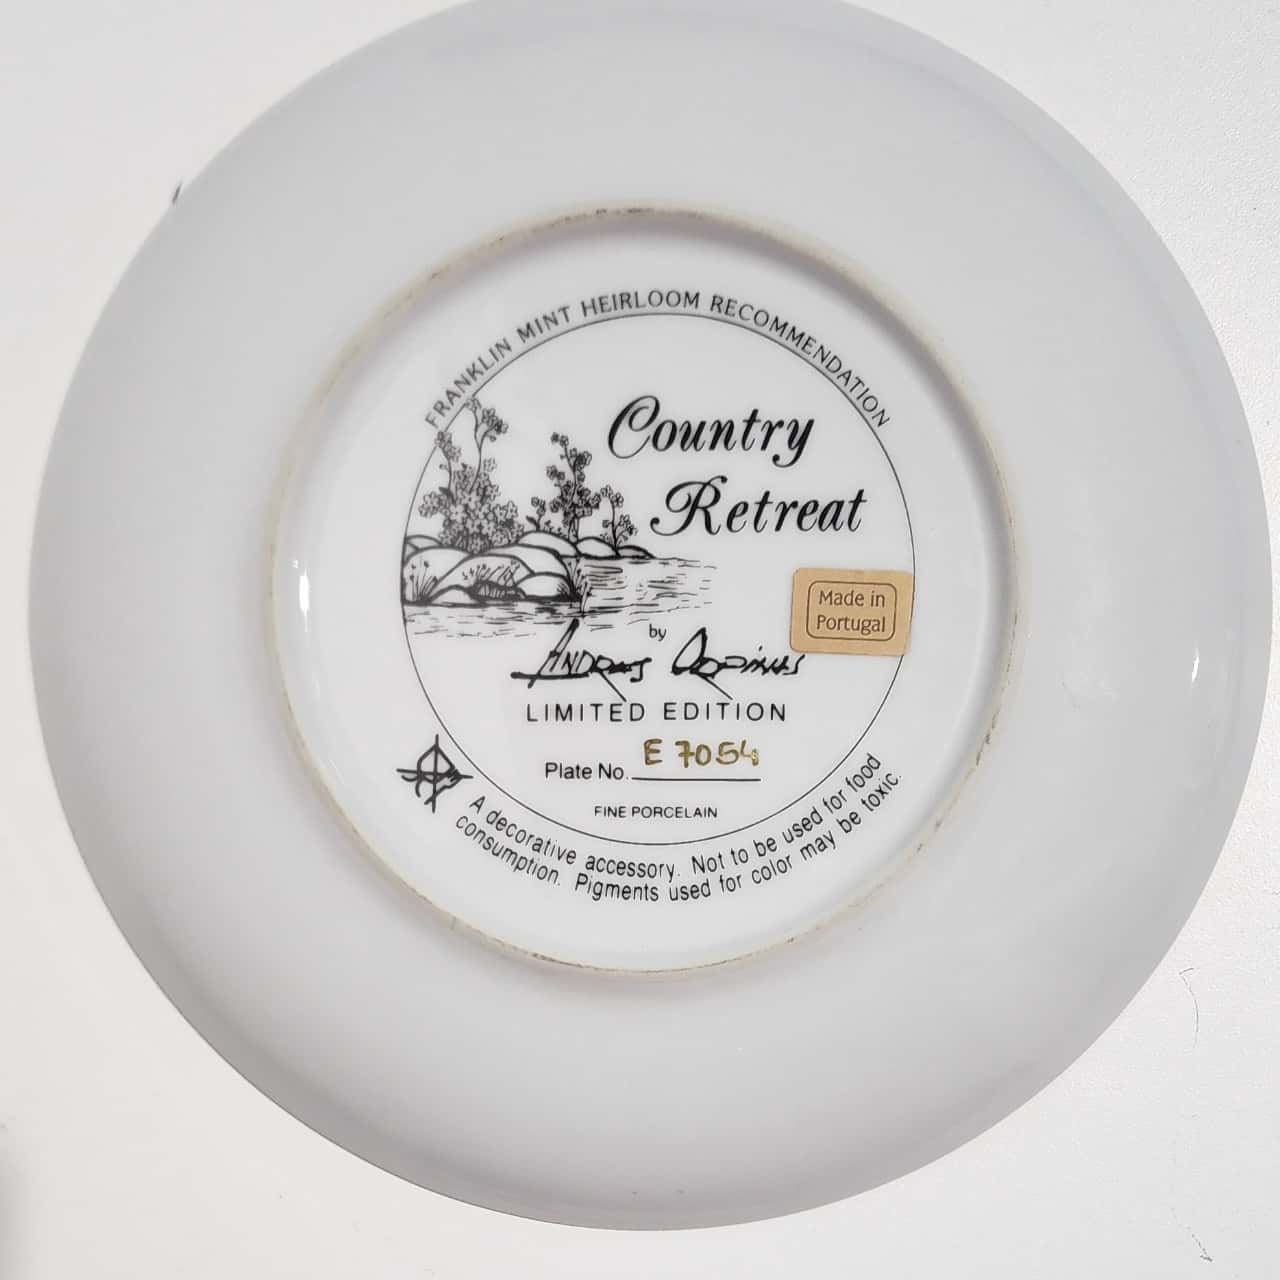 FRANKLIN MINT HEIRLOOM RECOMMENDATION
Country
Retreat
Made in
Portugal
by
LIMITED EDITION
Plate No. E 7054
FINE PORCELAIN
A decorative accessory. Not to be used for food
consumption. Pigments used for color may be toxic.